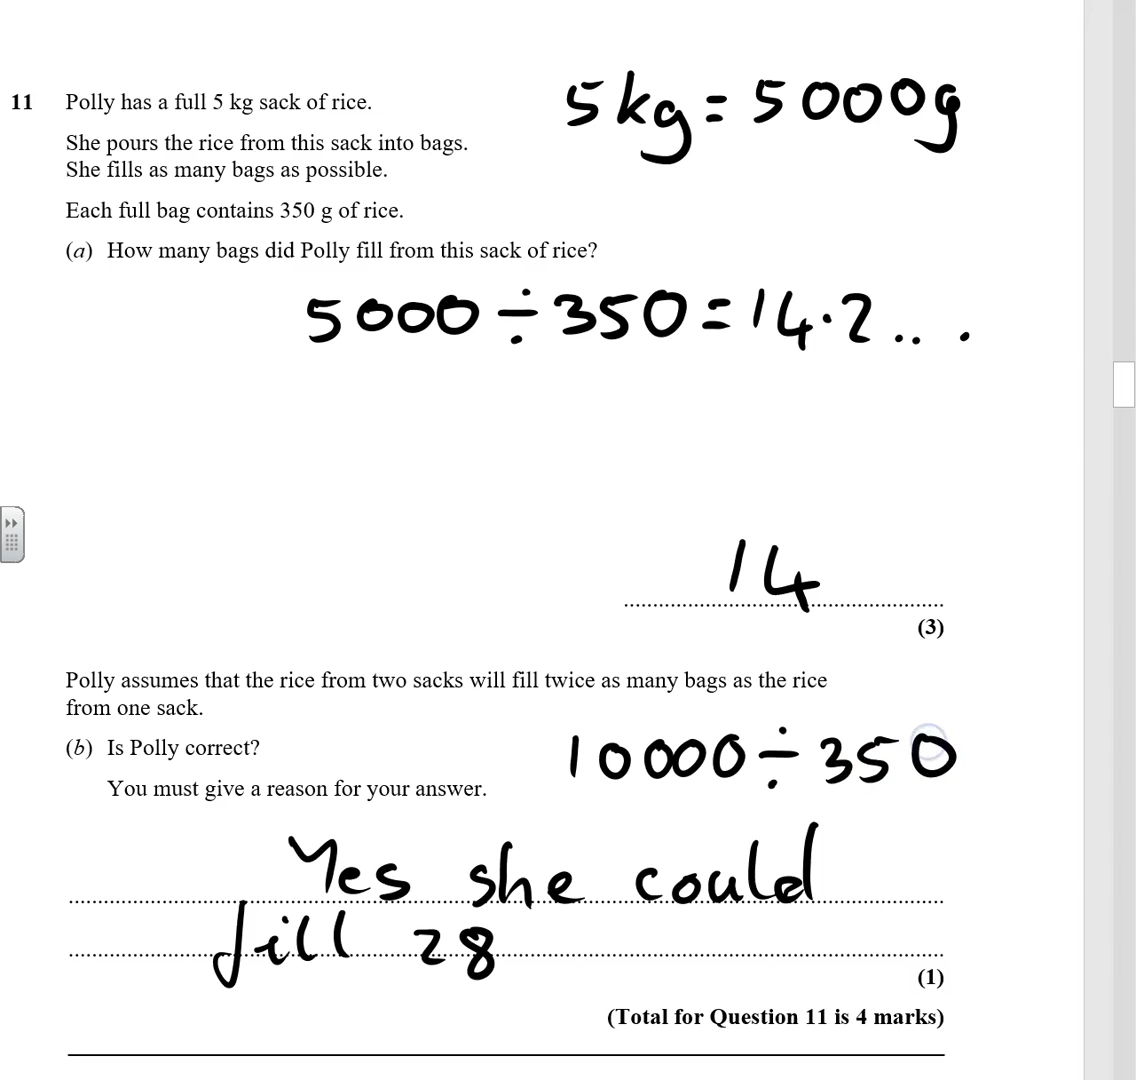 11 Polly has a full 5 kg sack of rice.
5kg = 5000g
She pours the rice from this sack into bags.
She fills as many bags as possible.
Each full bag contains 350 g of rice.
(a) How many bags did Polly fill from this sack of rice?
5000 ÷ 350 = 14.2 . . .
14
(3)
Polly assumes that the rice from two sacks will fill twice as many bags as the rice
from one sack.
(b) Is Polly correct?
10000 ÷ 350
You must give a reason for your answer.
Yes she could
fill 28
(1)
(Total for Question 11 is 4 marks)